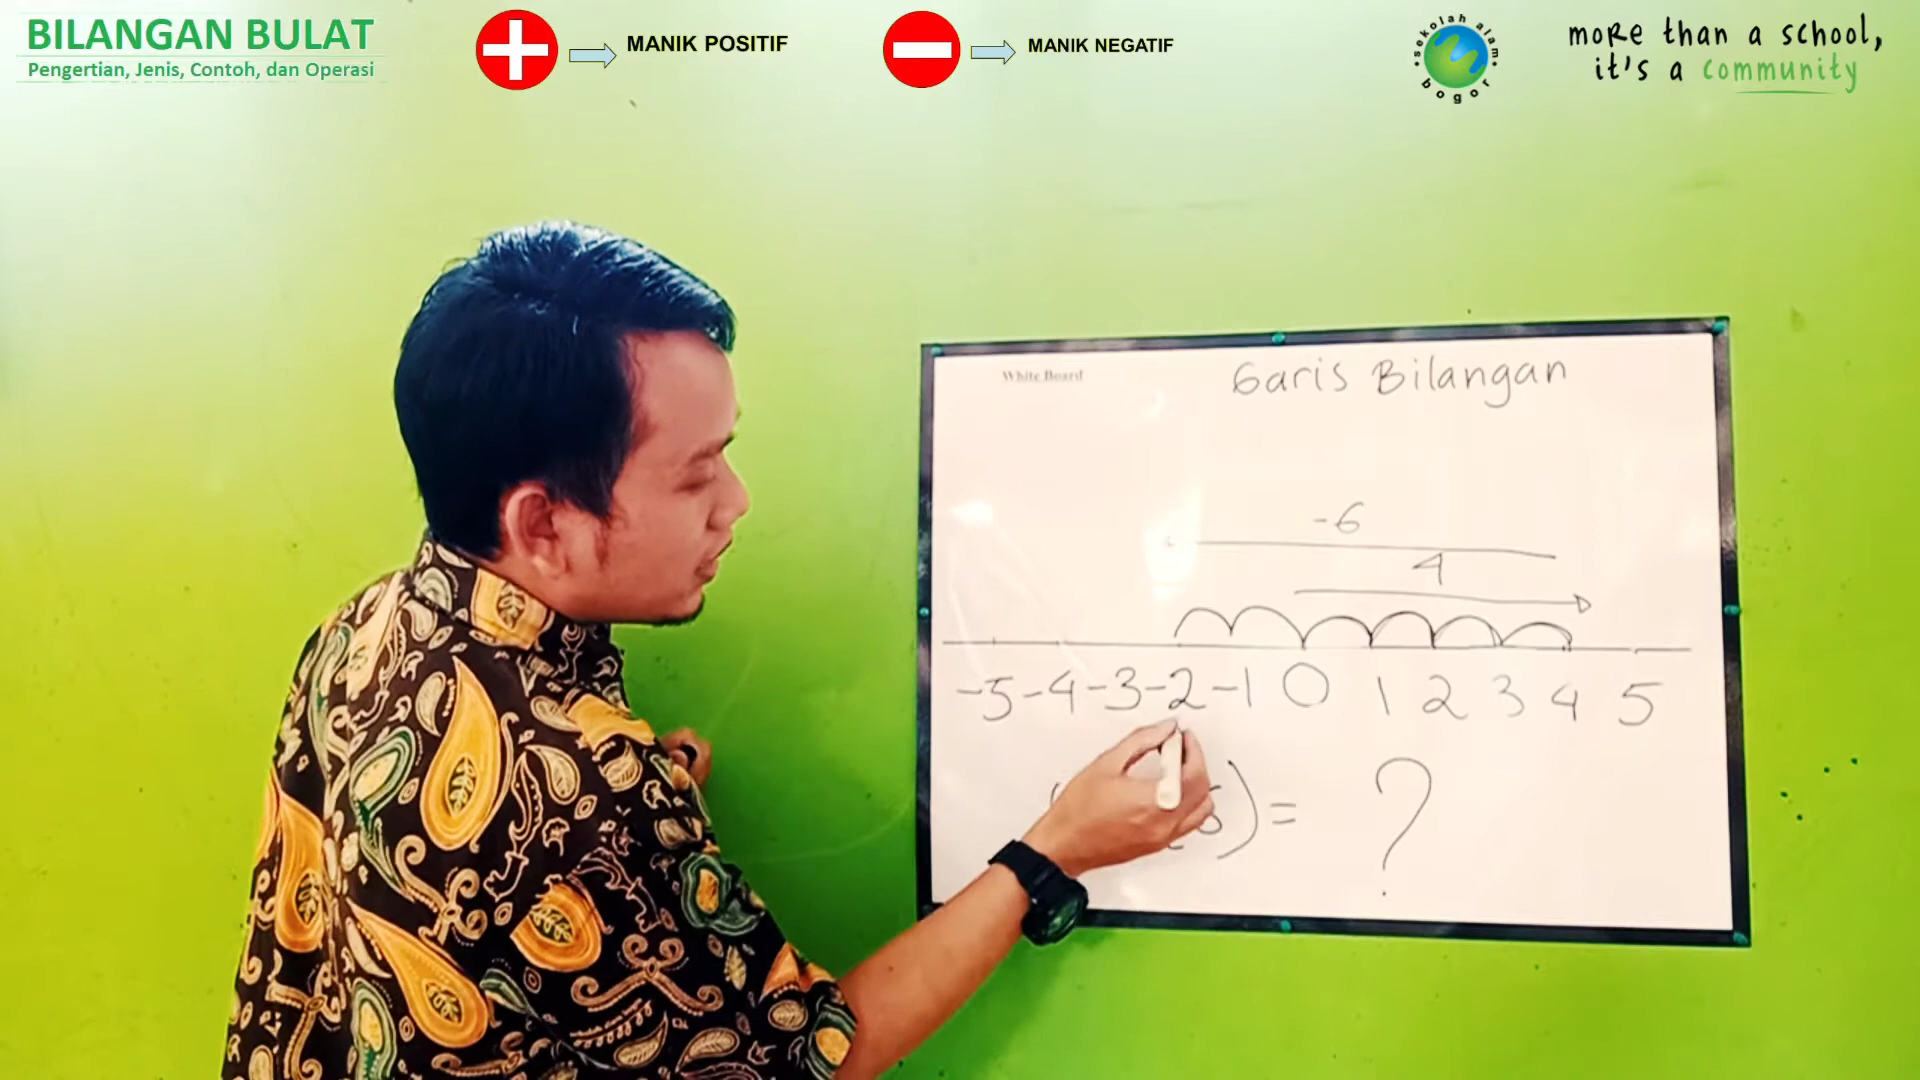 BILANGAN BULAT
Pengertian, Jenis, Contoh, dan Operasi
MANIK POSITIF
MANIK NEGATIF
sekolah alam
bogor
more than a school,
it's a community
White Board
Garis Bilangan
-6
4
-5 -4 -3 -2 -1 0 1 2 3 4 5
) = ?